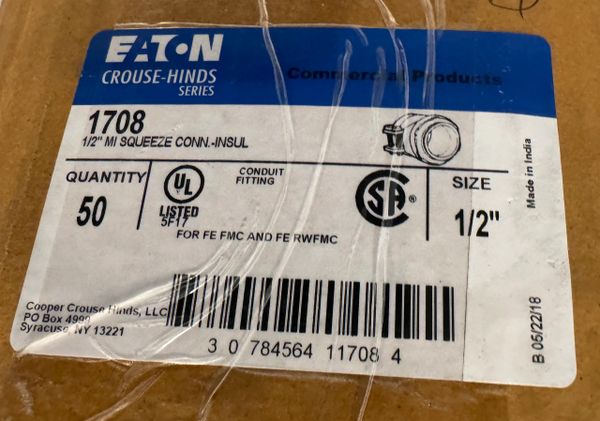 EATON
CROUSE-HINDS
SERIES
Commercial Products
1708
1/2" MI SQUEEZE CONN.-INSUL
QUANTITY
50
UL
LISTED
5F17
CONDUIT
FITTING
SA ®
SIZE
1/2"
FOR FE FMC AND FE RWFMC
Made in India
Cooper Crouse Hinds, LLC
PO Box 4999
Syracuse, NY 13221
3 0 784564 11708 4
B 05/22/18